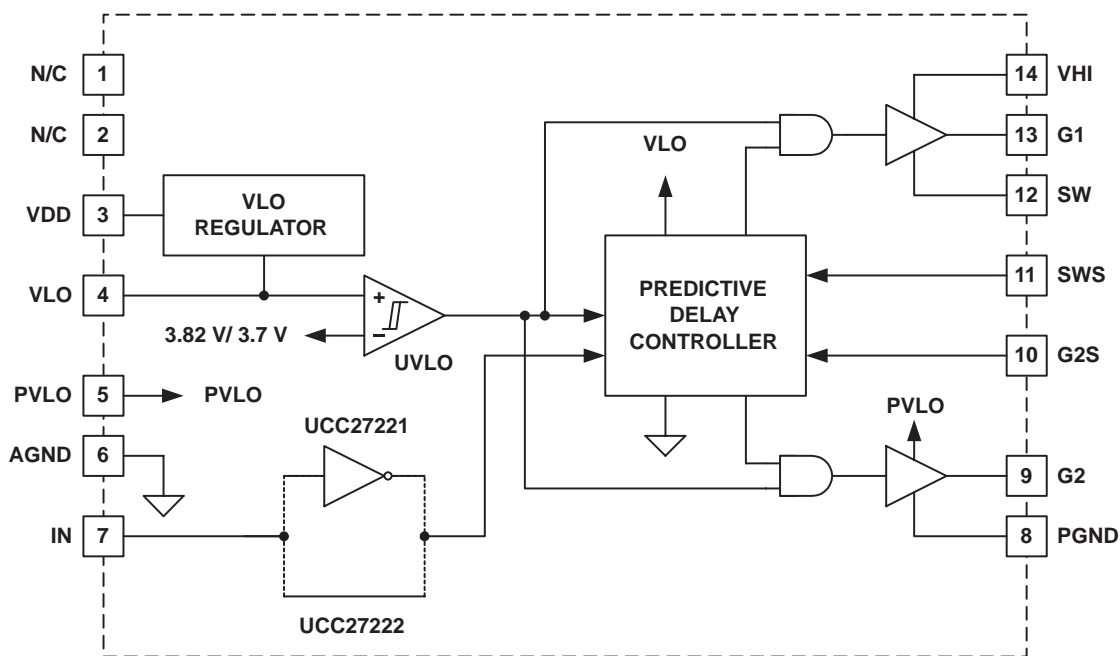 N/C 1
N/C 2
VDD 3
VLO
REGULATOR
VLO 4
3.82 V/ 3.7 V
+
–
UVLO
PVLO 5 PVLO
AGND 6
UCC27221
IN 7
UCC27222
VLO
PREDICTIVE
DELAY
CONTROLLER
PVLO
14 VHI
13 G1
12 SW
11 SWS
10 G2S
9 G2
8 PGND